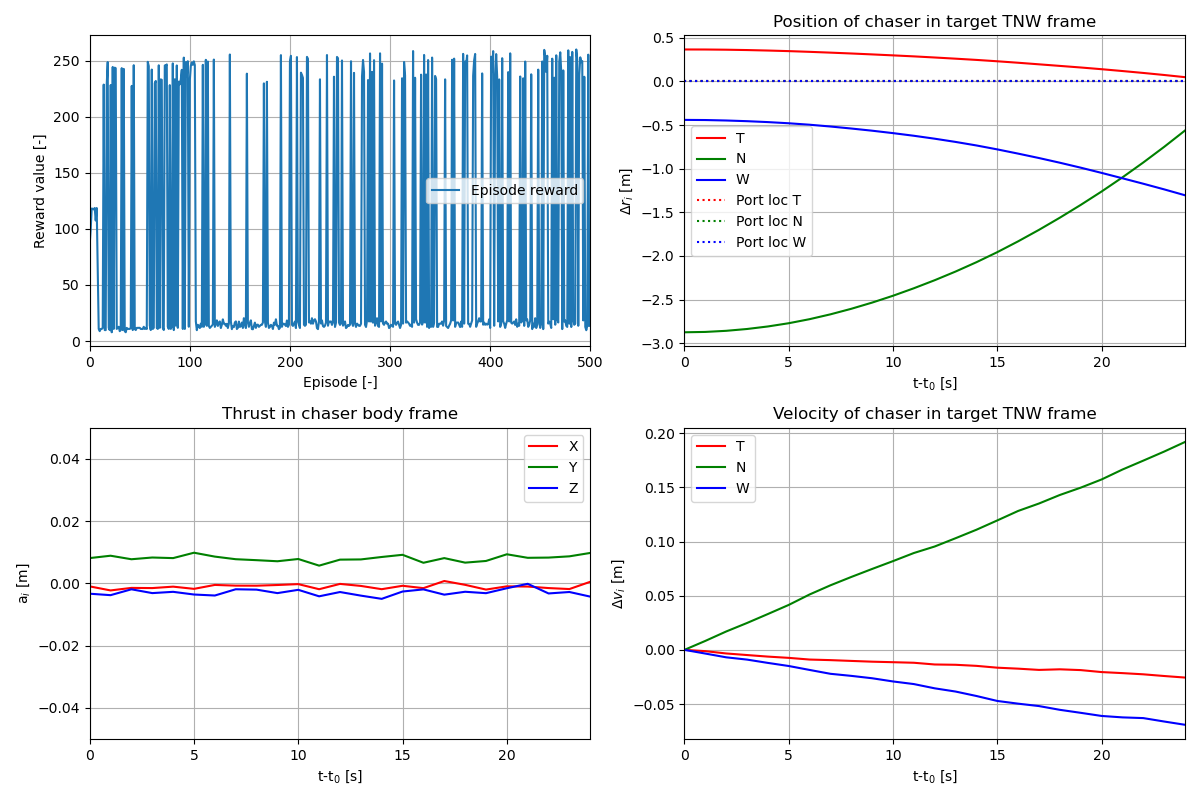 Reward value [-]
250
200
150
100
50
0
Episode reward
0 100 200 300 400 500
Episode [-]
Position of chaser in target TNW frame
Δr_i [m]
0.5
0.0
−0.5
−1.0
−1.5
−2.0
−2.5
−3.0
T
N
W
Port loc T
Port loc N
Port loc W
0 5 10 15 20
t-t_0 [s]
Thrust in chaser body frame
a_i [m]
0.04
0.02
0.00
−0.02
−0.04
X
Y
Z
0 5 10 15 20
t-t_0 [s]
Velocity of chaser in target TNW frame
Δv_i [m]
0.20
0.15
0.10
0.05
0.00
−0.05
T
N
W
0 5 10 15 20
t-t_0 [s]